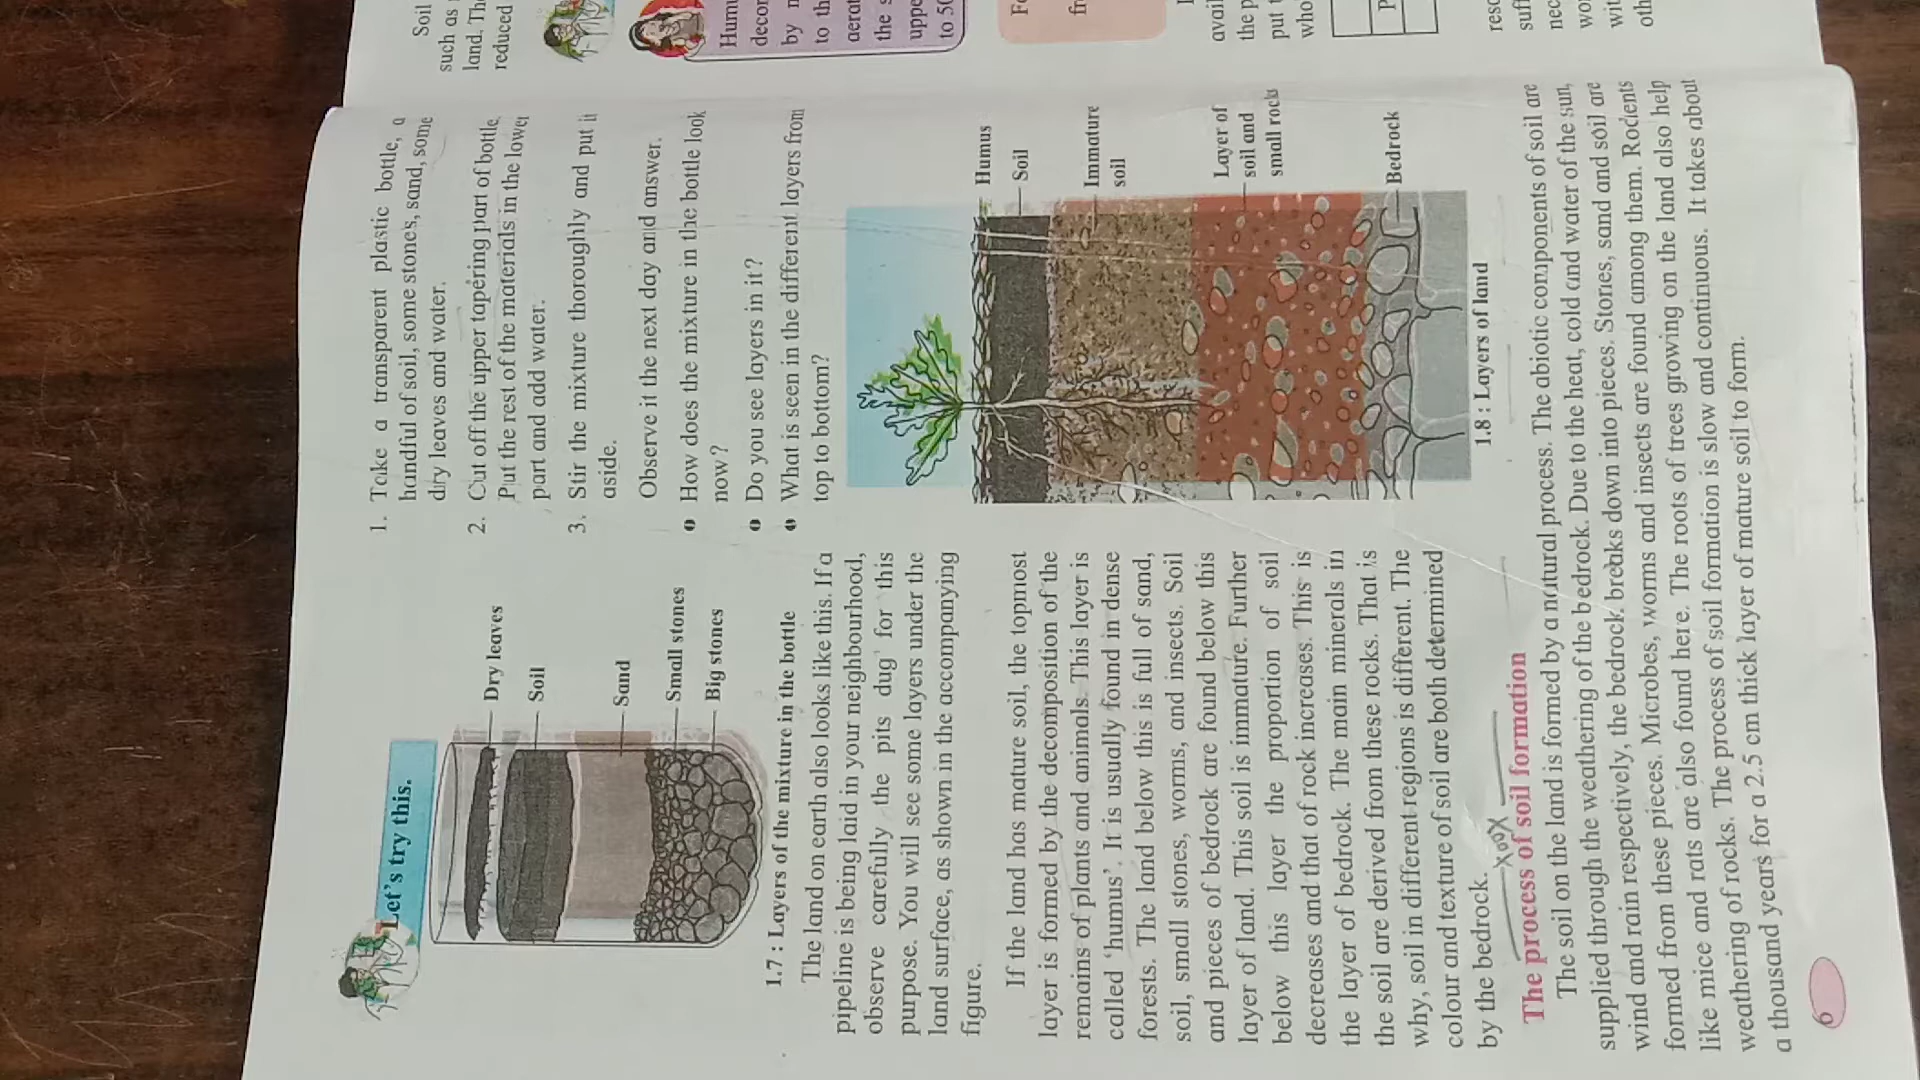 Let's try this.
Dry leaves
Soil
Sand
Small stones
Big stones
1.7 : Layers of the mixture in the bottle
The land on earth also looks like this. If a
pipeline is being laid in your neighbourhood,
observe carefully the pits dug for this
purpose. You will see some layers under the
land surface, as shown in the accompanying
figure.
If the land has mature soil, the topmost
layer is formed by the decomposition of the
remains of plants and animals. This layer is
called 'humus'. It is usually found in dense
forests. The land below this is full of sand,
soil, small stones, worms, and insects. Soil
and pieces of bedrock are found below this
layer of land. This soil is immature. Further
below this layer the proportion of soil
decreases and that of rock increases. This is
the layer of bedrock. The main minerals in
the soil are derived from these rocks. That is
why, soil in different regions is different. The
colour and texture of soil are both determined
by the bedrock.
1. Take a transparent plastic bottle, a
handful of soil, some stones, sand, some
dry leaves and water.
2. Cut off the upper tapering part of bottle.
Put the rest of the materials in the lower
part and add water.
3. Stir the mixture thoroughly and put it
aside.
Observe it the next day and answer.
How does the mixture in the bottle look
now?
Do you see layers in it?
What is seen in the different layers from
top to bottom?
Humus
Soil
Immature
soil
Layer of
soil and
small rocks
Bedrock
1.8 : Layers of land
The process of soil formation
The soil on the land is formed by a natural process. The abiotic components of soil are
supplied through the weathering of the bedrock. Due to the heat, cold and water of the sun,
wind and rain respectively, the bedrock breaks down into pieces. Stones, sand and soil are
formed from these pieces. Microbes, worms and insects are found among them. Rodents
like mice and rats are also found here. The roots of trees growing on the land also help
weathering of rocks. The process of soil formation is slow and continuous. It takes about
a thousand years for a 2.5 cm thick layer of mature soil to form.
6
Soil
such as
land. The
reduced
by
to
the
to 50
put
who